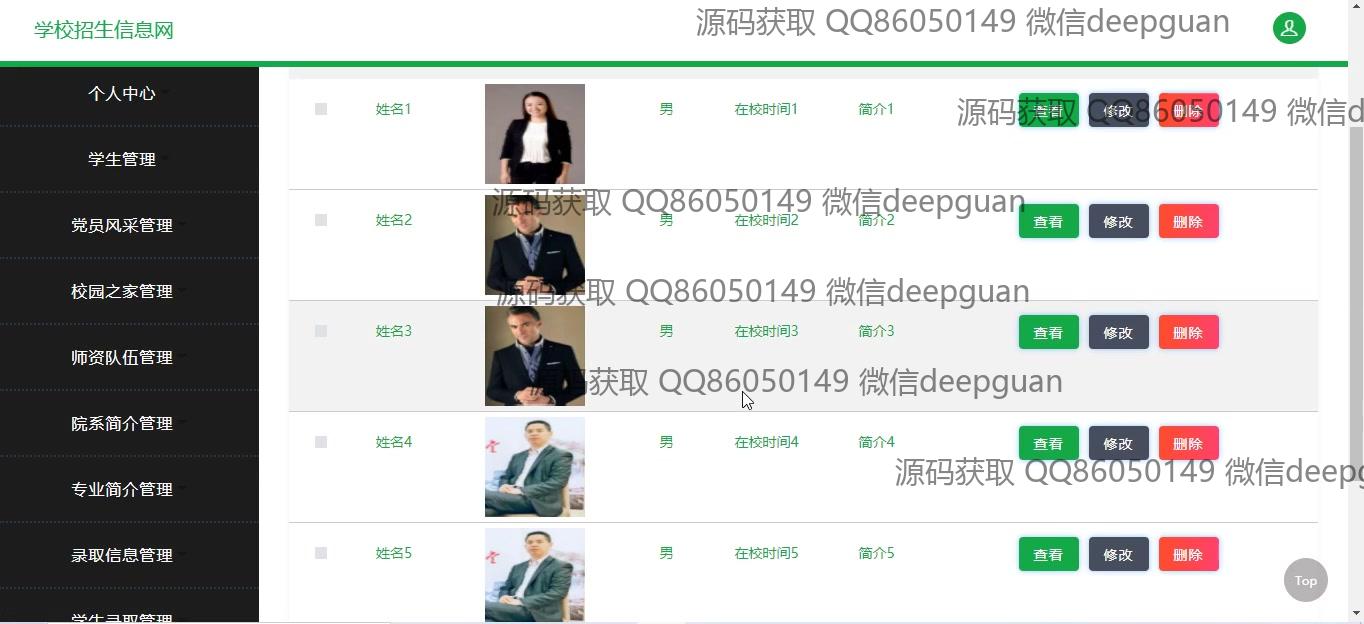 学校招生信息网
源码获取 QQ86050149 微信deepguan
个人中心
姓名1 男 在校时间1 简介1 查看 修改 删除
源码获取 QQ86050149 微信d
学生管理
源码获取 QQ86050149 微信deepguan
党员风采管理
姓名2 男 在校时间2 简介2 查看 修改 删除
校园之家管理
源码获取 QQ86050149 微信deepguan
姓名3 男 在校时间3 简介3 查看 修改 删除
师资队伍管理
源码获取 QQ86050149 微信deepguan
院系简介管理
姓名4 男 在校时间4 简介4 查看 修改 删除
源码获取 QQ86050149 微信deepg
专业简介管理
录取信息管理
姓名5 男 在校时间5 简介5 查看 修改 删除
Top
学生录取管理